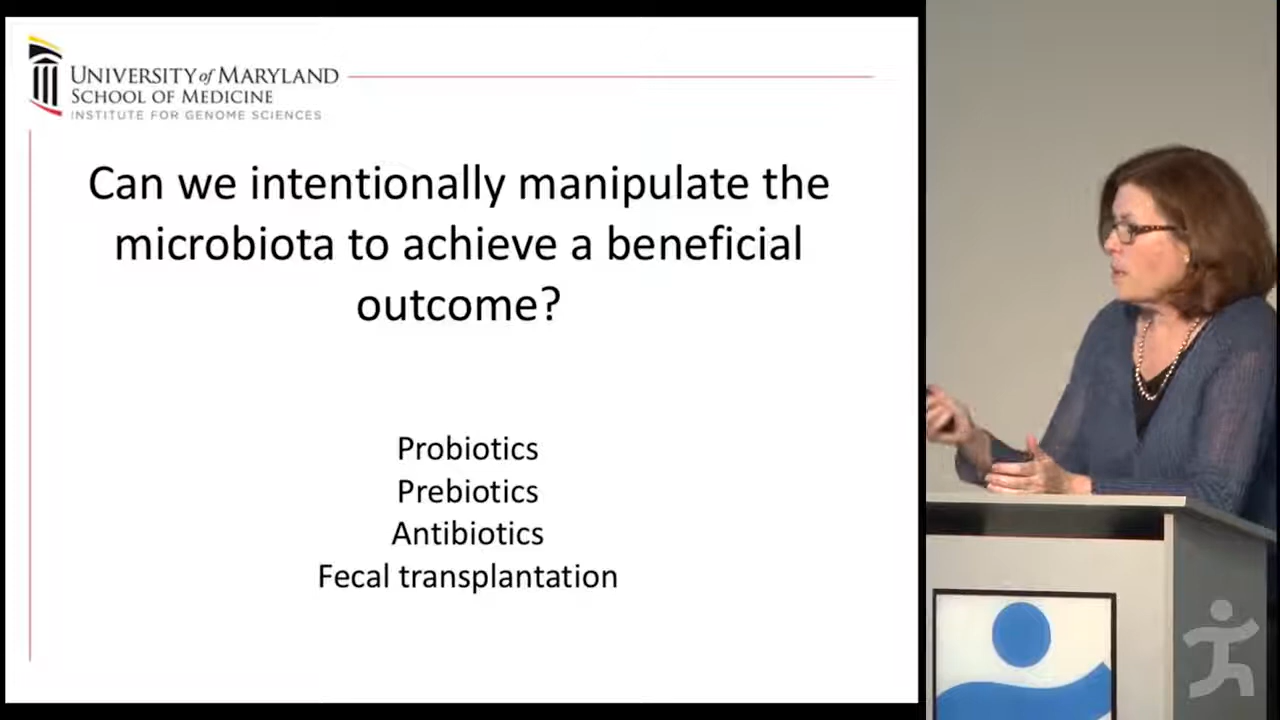 UNIVERSITY of MARYLAND
SCHOOL OF MEDICINE
INSTITUTE FOR GENOME SCIENCES
Can we intentionally manipulate the
microbiota to achieve a beneficial
outcome?
Probiotics
Prebiotics
Antibiotics
Fecal transplantation